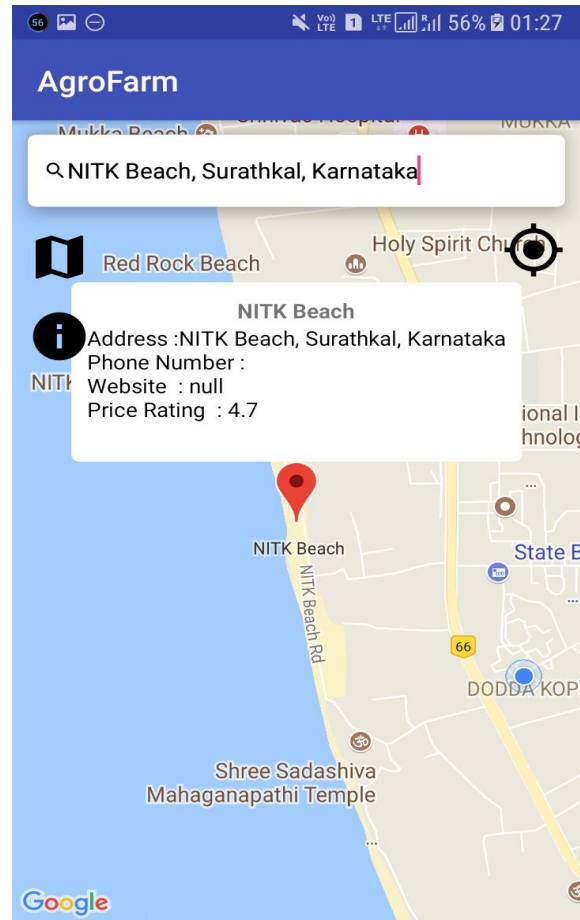 56
Vo)) LTE 1 LTE R 56% 01:27
AgroFarm
Mukka Beach
MUKKA
NITK Beach, Surathkal, Karnataka
Red Rock Beach
Holy Spirit Ch
NITK Beach
Address :NITK Beach, Surathkal, Karnataka
Phone Number :
NITK
Website : null
Price Rating : 4.7
ional I
hnolog
NITK Beach
State B
NITK Beach Rd
66
DODDA KOP
Shree Sadashiva
Mahaganapathi Temple
Google